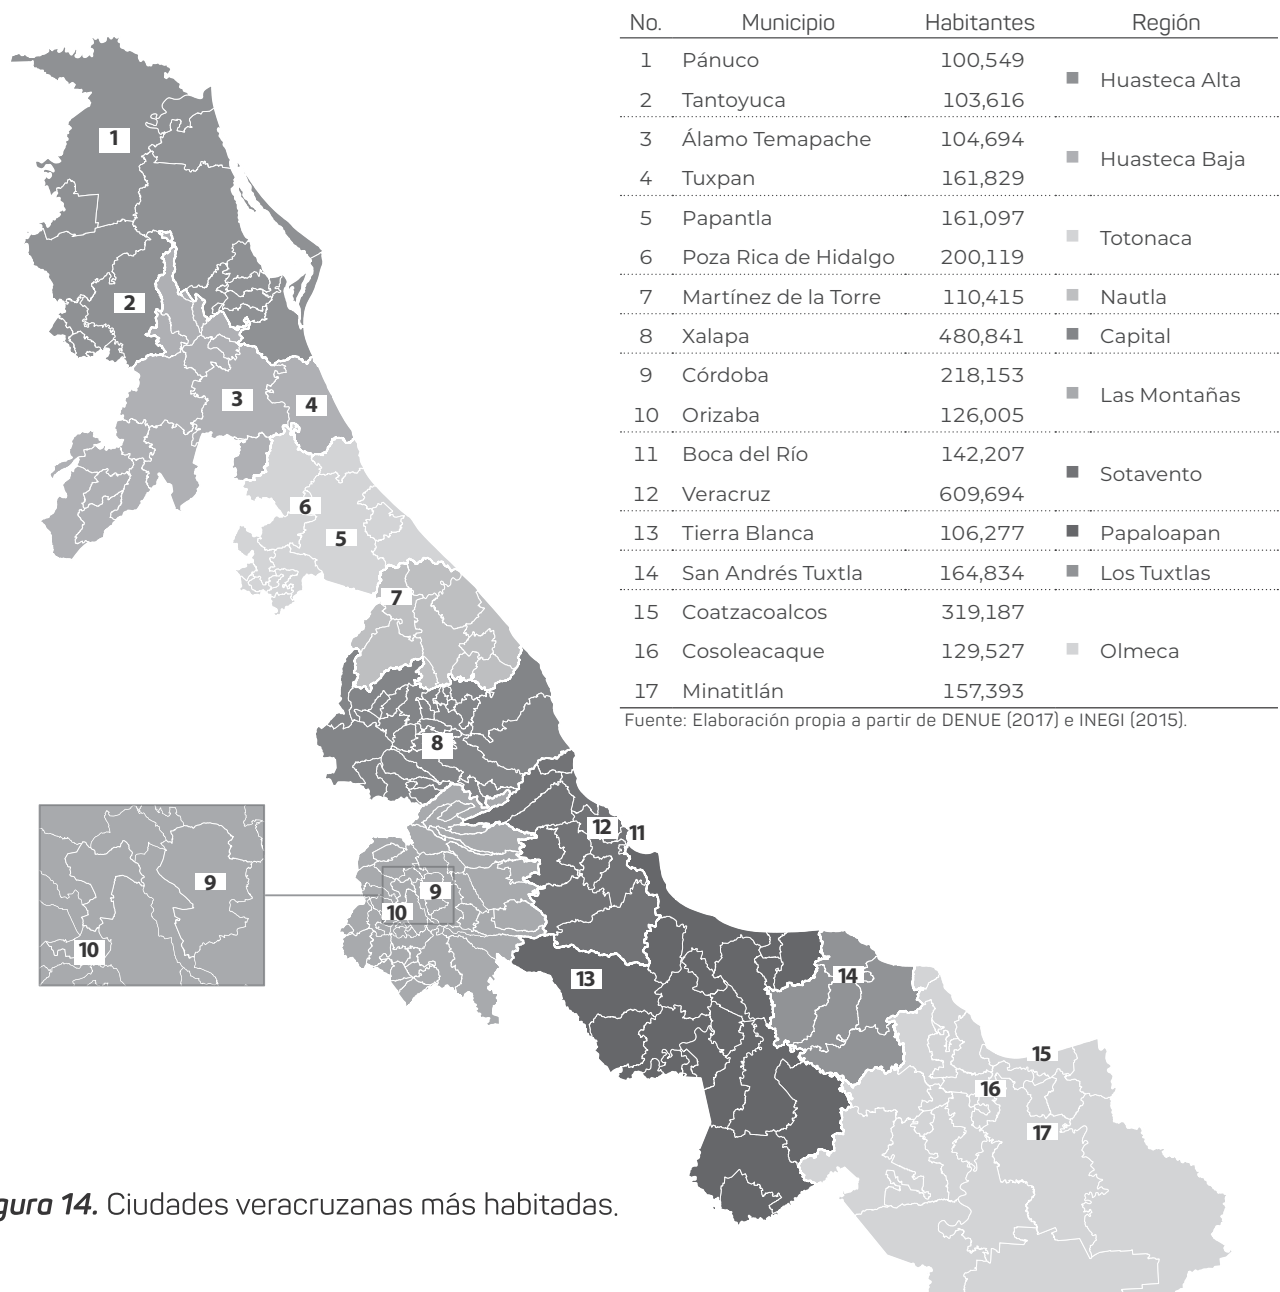 No. Municipio Habitantes Región
1 Pánuco 100,549
Huasteca Alta
2 Tantoyuca 103,616
3 Álamo Temapache 104,694
Huasteca Baja
4 Tuxpan 161,829
5 Papantla 161,097
Totonaca
6 Poza Rica de Hidalgo 200,119
7 Martínez de la Torre 110,415 Nautla
8 Xalapa 480,841 Capital
9 Córdoba 218,153
Las Montañas
10 Orizaba 126,005
11 Boca del Río 142,207
Sotavento
12 Veracruz 609,694
13 Tierra Blanca 106,277 Papaloapan
14 San Andrés Tuxtla 164,834 Los Tuxtlas
15 Coatzacoalcos 319,187
16 Cosoleacaque 129,527 Olmeca
17 Minatitlán 157,393
Fuente: Elaboración propia a partir de DENUE (2017) e INEGI (2015).
1
2
3
4
6
5
7
8
12
11
9
10
9
10
13
14
15
16
17
gura 14. Ciudades veracruzanas más habitadas.